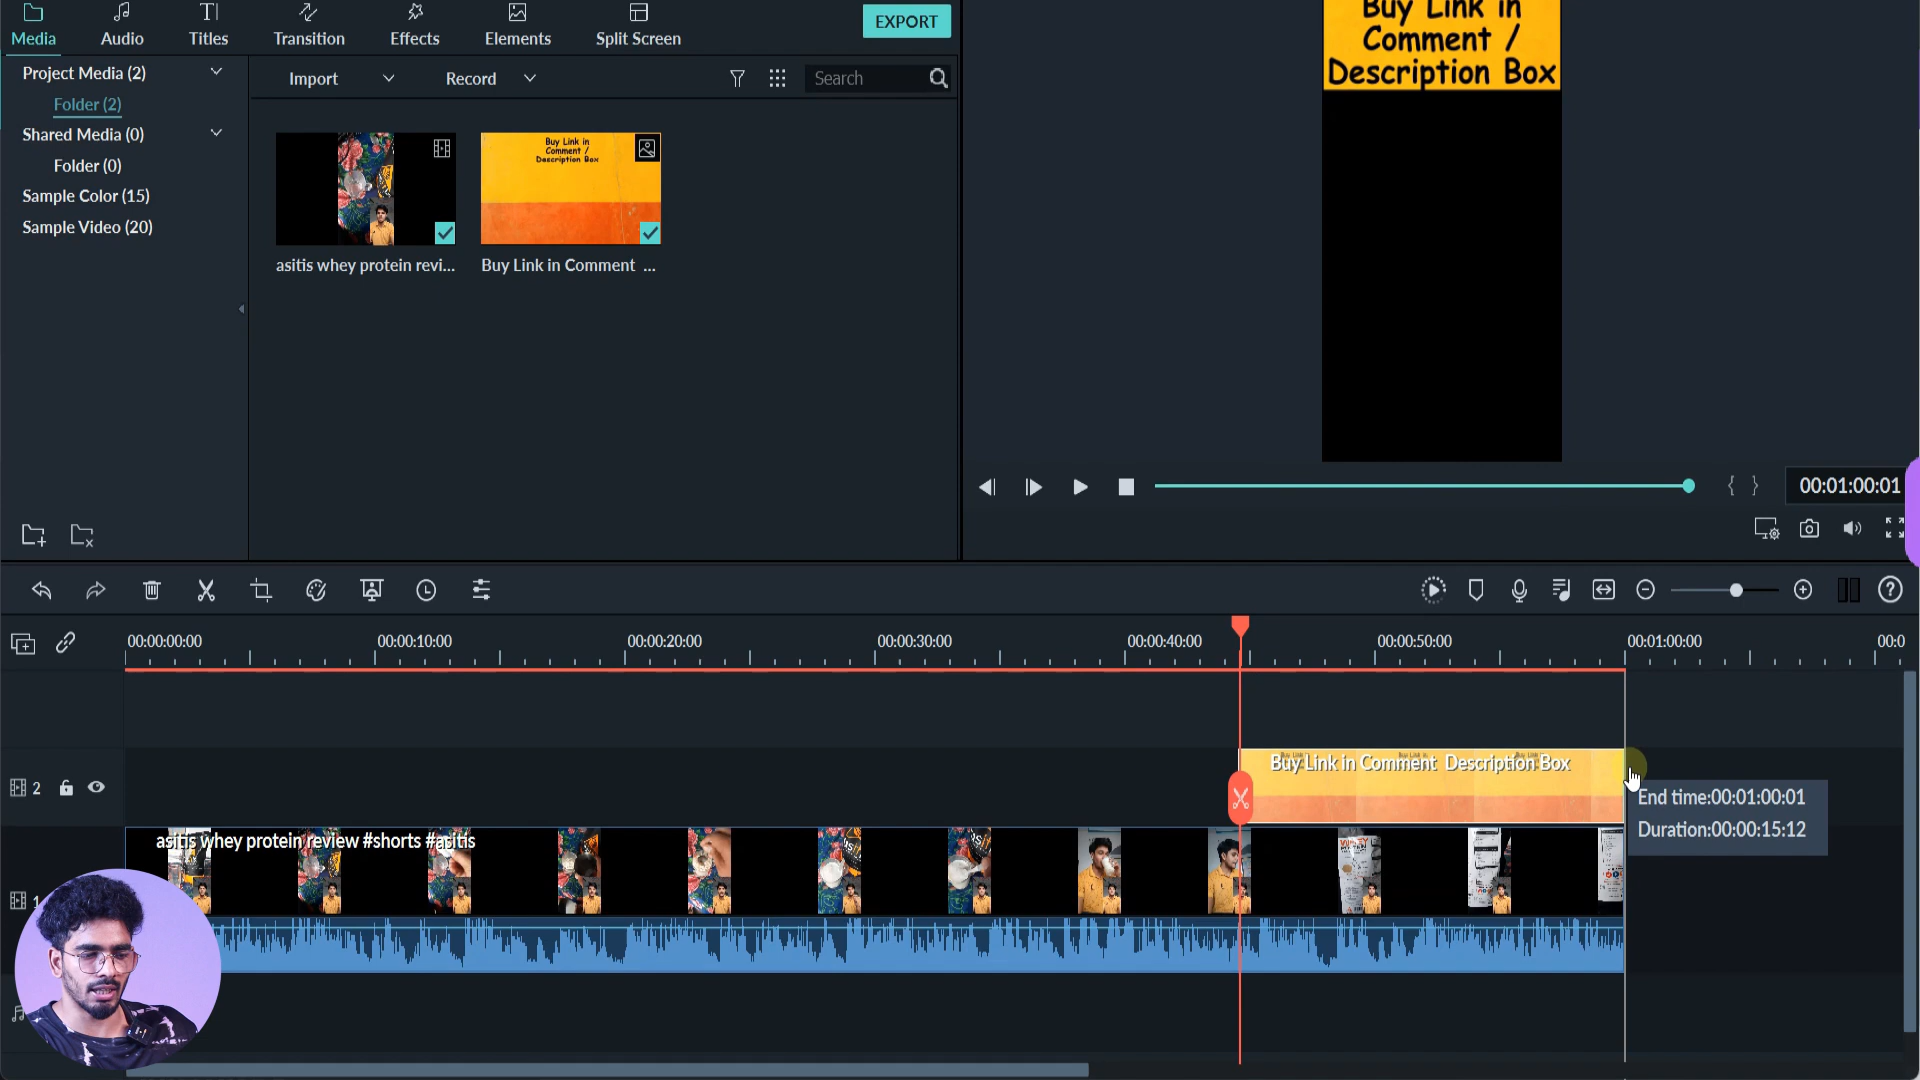 Media
Audio
Titles
Transition
Effects
Elements
Split Screen
EXPORT
Buy Link in
Comment /
Description Box
Project Media (2)
Folder (2)
Shared Media (0)
Folder (0)
Sample Color (15)
Sample Video (20)
Import
Record
Search
Buy Link in
Comment /
Description Box
asitis whey protein revi...
Buy Link in Comment ...
{ }
00:01:00:01
00:00:00:00
00:00:10:00
00:00:20:00
00:00:30:00
00:00:40:00
00:00:50:00
00:01:00:00
00:0
2
Buy Link in Comment Description Box
End time:00:01:00:01
Duration:00:00:15:12
asitis whey protein review #shorts #asitis
1